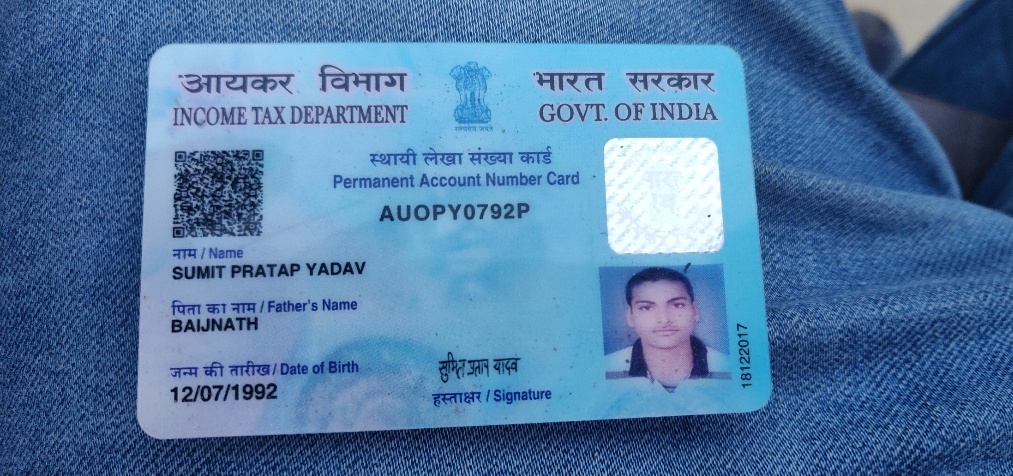 आयकर विभाग
INCOME TAX DEPARTMENT
भारत सरकार
GOVT. OF INDIA
सत्यमेव जयते
स्थायी लेखा संख्या कार्ड
Permanent Account Number Card
AUOPY0792P
नाम / Name
SUMIT PRATAP YADAV
पिता का नाम / Father's Name
BAIJNATH
जन्म की तारीख / Date of Birth
12/07/1992
सुमित प्रताप यादव
हस्ताक्षर / Signature
18122017